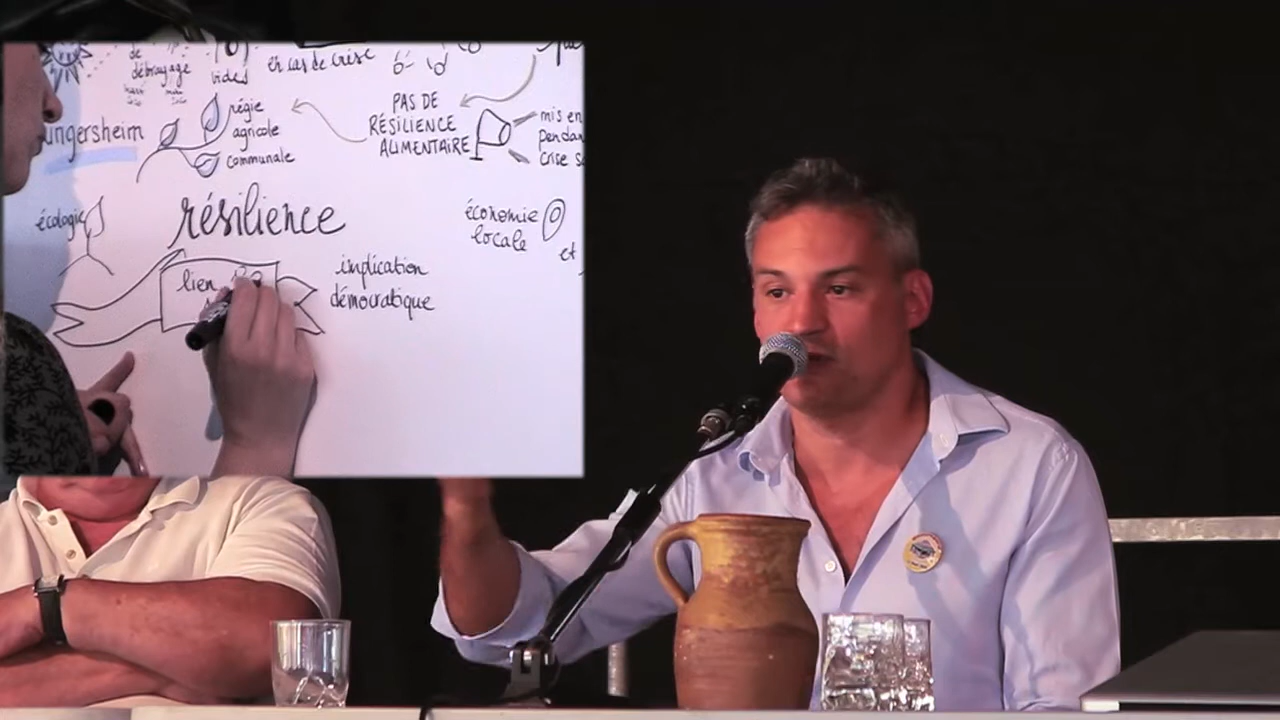 de
débrayage
vides
en cas de crise
régie
agricole
communale
PAS DE
RÉSILIENCE
ALIMENTAIRE
mis en
pendan
crise s
ungersheim
écologie
résilience
économie
locale
et
lien
implication
démocratique